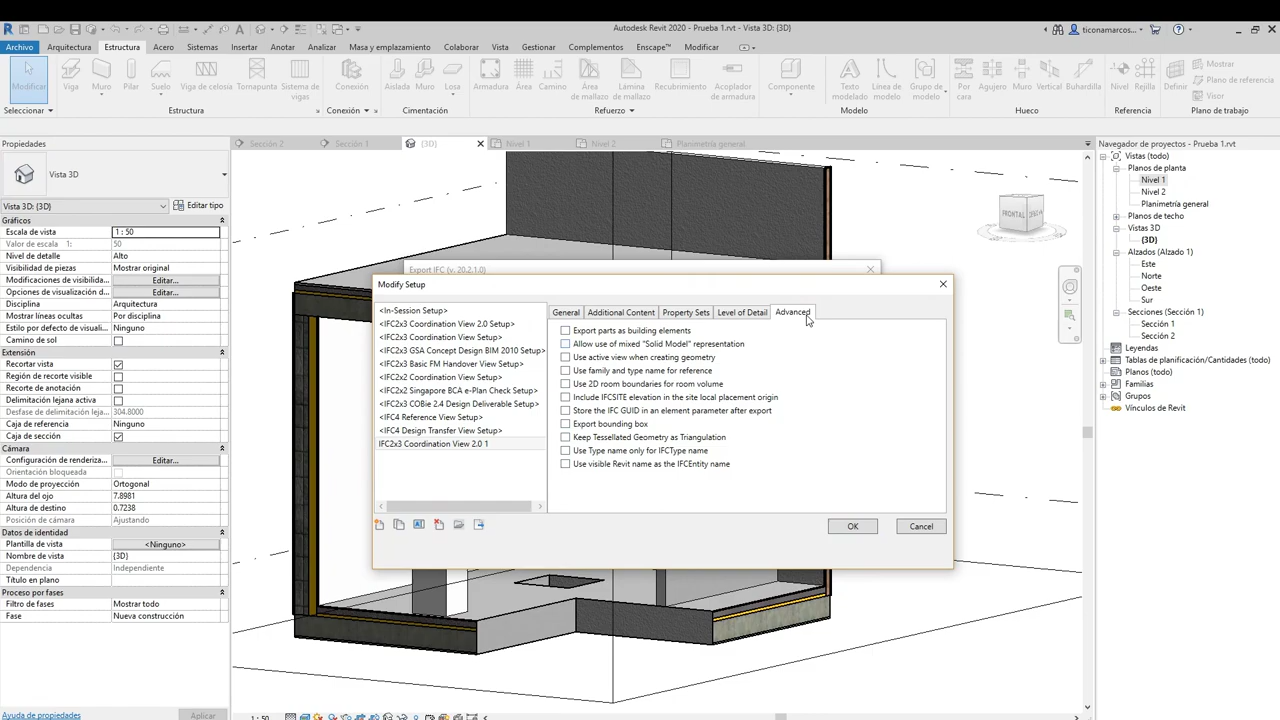 Autodesk Revit 2020 - Prueba 1.rvt - Vista 3D: {3D}
ticonamarcos...
Archivo Arquitectura Estructura Acero Sistemas Insertar Anotar Analizar Masa y emplazamiento Colaborar Vista Gestionar Complementos Enscape™ Modificar
Modificar
Viga
Muro
Pilar
Suelo
Viga de celosía
Tornapunta
Sistema de vigas
Conexión
Aislada
Muro
Losa
Armadura
Área
Camino
Área de mallazo
Lámina de mallazo
Recubrimiento
Acoplador de armadura
Componente
Texto modelado
Línea de modelo
Grupo de modelo
Por cara
Agujero
Muro
Vertical
Buhardilla
Nivel
Rejilla
Definir
Mostrar
Plano de referencia
Visor
Seleccionar
Estructura
Conexión
Cimentación
Refuerzo
Modelo
Hueco
Referencia
Plano de trabajo
Propiedades
Sección 2
Sección 1
{3D}
Nivel 1
Nivel 2
Planimetría general
Navegador de proyectos - Prueba 1.rvt
Vista 3D
Vista 3D: {3D}
Editar tipo
Gráficos
Escala de vista 1 : 50
Valor de escala 1: 50
Nivel de detalle Alto
Visibilidad de piezas Mostrar original
Modificaciones de visibilida... Editar...
Opciones de visualización d... Editar...
Disciplina Arquitectura
Mostrar líneas ocultas Por disciplina
Estilo por defecto de visuali... Ninguno
Camino de sol
Extensión
Recortar vista
Región de recorte visible
Recorte de anotación
Delimitación lejana activa
Desfase de delimitación leja... 304.8000
Caja de referencia Ninguno
Caja de sección
Cámara
Configuración de renderiza... Editar...
Orientación bloqueada
Modo de proyección Ortogonal
Altura del ojo 7.8981
Altura de destino 0.7238
Posición de cámara Ajustando
Datos de identidad
Plantilla de vista <Ninguno>
Nombre de vista {3D}
Dependencia Independiente
Título en plano
Proceso por fases
Filtro de fases Mostrar todo
Fase Nueva construcción
Ayuda de propiedades
Aplicar
FRONTAL
Export IFC (v. 20.2.1.0)
Modify Setup
<In-Session Setup>
<IFC2x3 Coordination View 2.0 Setup>
<IFC2x3 Coordination View Setup>
<IFC2x3 GSA Concept Design BIM 2010 Setup>
<IFC2x3 Basic FM Handover View Setup>
<IFC2x2 Coordination View Setup>
<IFC2x2 Singapore BCA e-Plan Check Setup>
<IFC2x3 COBie 2.4 Design Deliverable Setup>
<IFC4 Reference View Setup>
<IFC4 Design Transfer View Setup>
IFC2x3 Coordination View 2.0 1
General
Additional Content
Property Sets
Level of Detail
Advanced
Export parts as building elements
Allow use of mixed "Solid Model" representation
Use active view when creating geometry
Use family and type name for reference
Use 2D room boundaries for room volume
Include IFCSITE elevation in the site local placement origin
Store the IFC GUID in an element parameter after export
Export bounding box
Keep Tessellated Geometry as Triangulation
Use Type name only for IFCType name
Use visible Revit name as the IFCEntity name
OK
Cancel
1 : 50
Vistas (todo)
Planos de planta
Nivel 1
Nivel 2
Planimetría general
Planos de techo
Vistas 3D
{3D}
Alzados (Alzado 1)
Este
Norte
Oeste
Sur
Secciones (Sección 1)
Sección 1
Sección 2
Leyendas
Tablas de planificación/Cantidades (todo)
Planos (todo)
Familias
Grupos
Vínculos de Revit